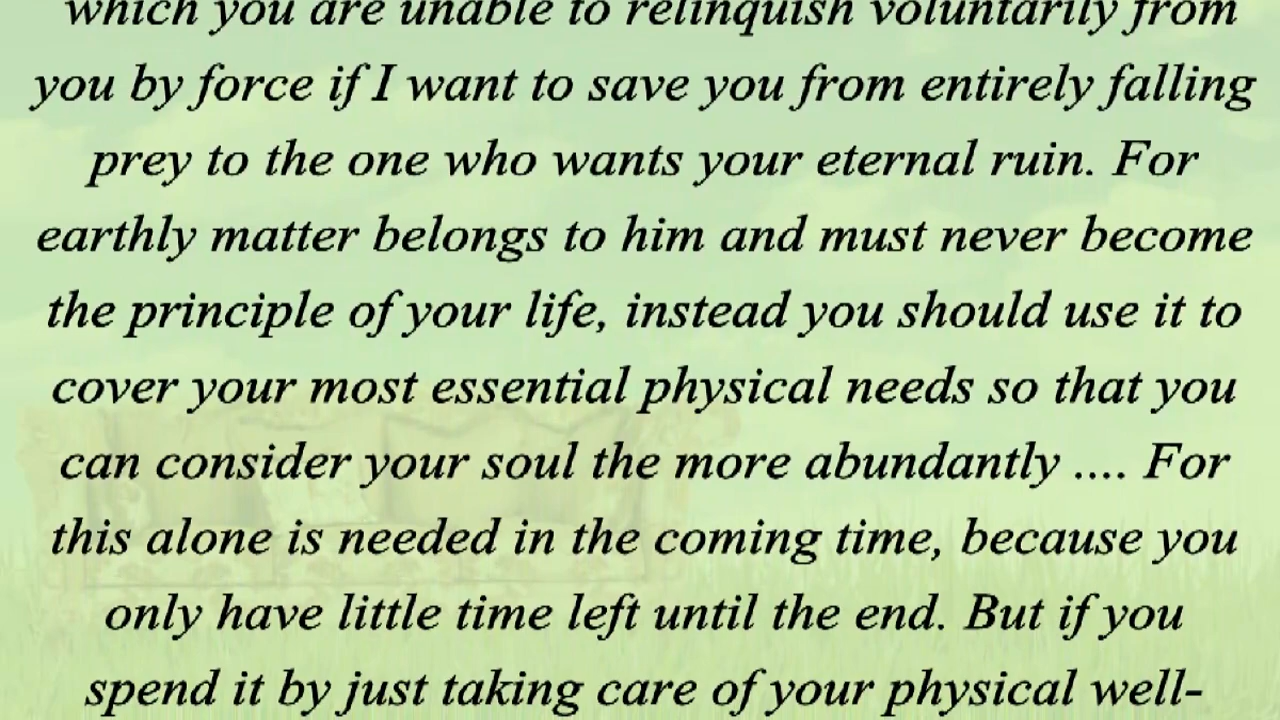 which you are unable to relinquish voluntarily from
you by force if I want to save you from entirely falling
prey to the one who wants your eternal ruin. For
earthly matter belongs to him and must never become
the principle of your life, instead you should use it to
cover your most essential physical needs so that you
can consider your soul the more abundantly .... For
this alone is needed in the coming time, because you
only have little time left until the end. But if you
spend it by just taking care of your physical well-